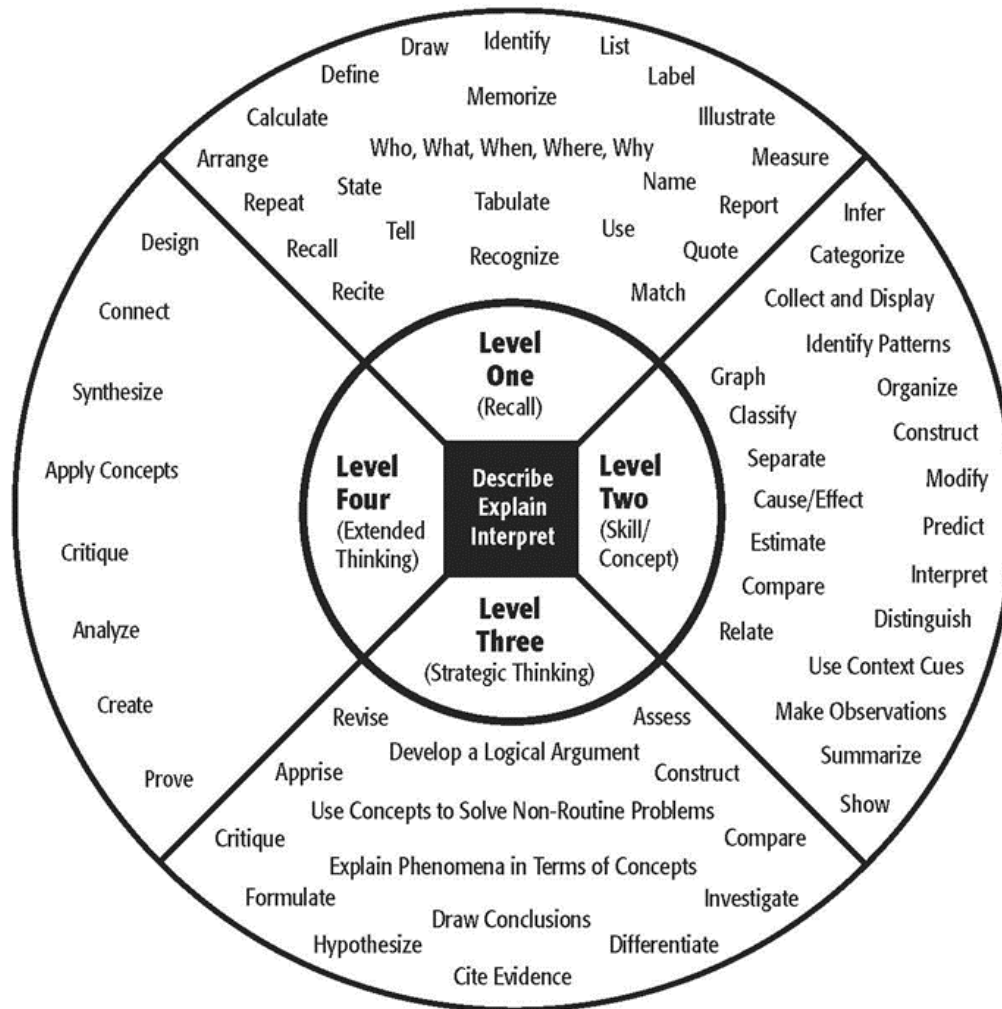 Draw
Identify
List
Define
Label
Memorize
Calculate
Illustrate
Who, What, When, Where, Why
Arrange
Measure
State
Name
Repeat
Tabulate
Report
Tell
Use
Recall
Recognize
Quote
Recite
Match
Level
One
(Recall)
Infer
Categorize
Collect and Display
Identify Patterns
Graph
Organize
Classify
Construct
Separate
Modify
Cause/Effect
Predict
Estimate
Interpret
Compare
Distinguish
Relate
Use Context Cues
Make Observations
Summarize
Show
Level
Two
(Skill/
Concept)
Describe
Explain
Interpret
Level
Three
(Strategic Thinking)
Revise
Assess
Develop a Logical Argument
Apprise
Construct
Use Concepts to Solve Non-Routine Problems
Critique
Compare
Explain Phenomena in Terms of Concepts
Formulate
Investigate
Draw Conclusions
Hypothesize
Differentiate
Cite Evidence
Level
Four
(Extended
Thinking)
Design
Connect
Synthesize
Apply Concepts
Critique
Analyze
Create
Prove